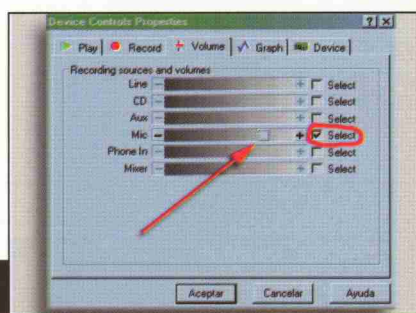 Device Controls Properties
Play Record Volume Graph Device
Recording sources and volumes
Line Select
CD Select
Aux Select
Mic Select
Phone In Select
Mixer Select
Aceptar Cancelar Ayuda